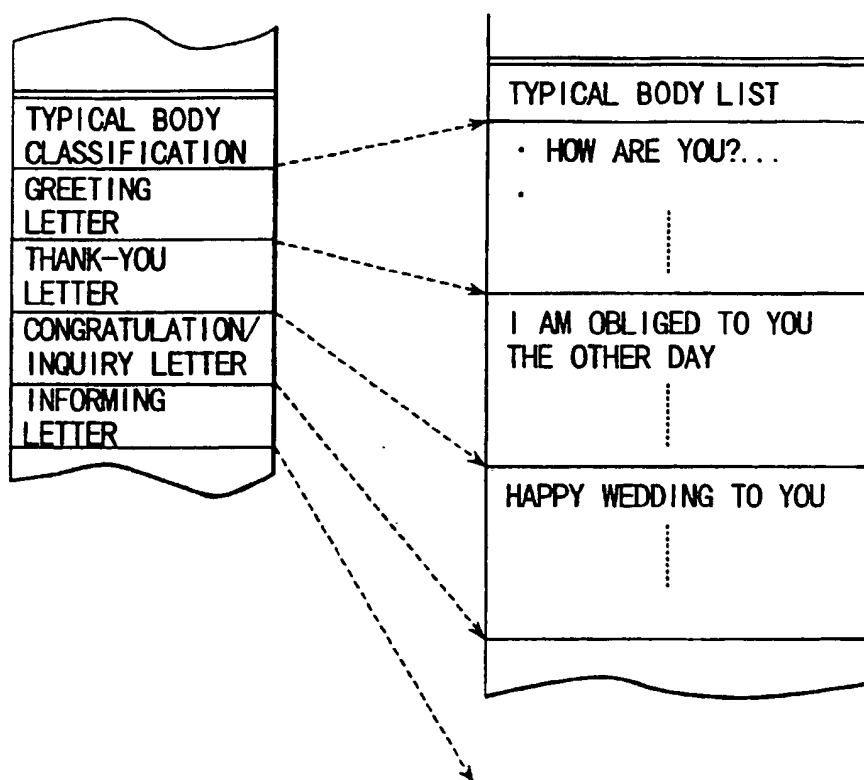 TYPICAL BODY
CLASSIFICATION
GREETING
LETTER
THANK-YOU
LETTER
CONGRATULATION/
INQUIRY LETTER
INFORMING
LETTER
TYPICAL BODY LIST
· HOW ARE YOU?...
·
I AM OBLIGED TO YOU
THE OTHER DAY
HAPPY WEDDING TO YOU